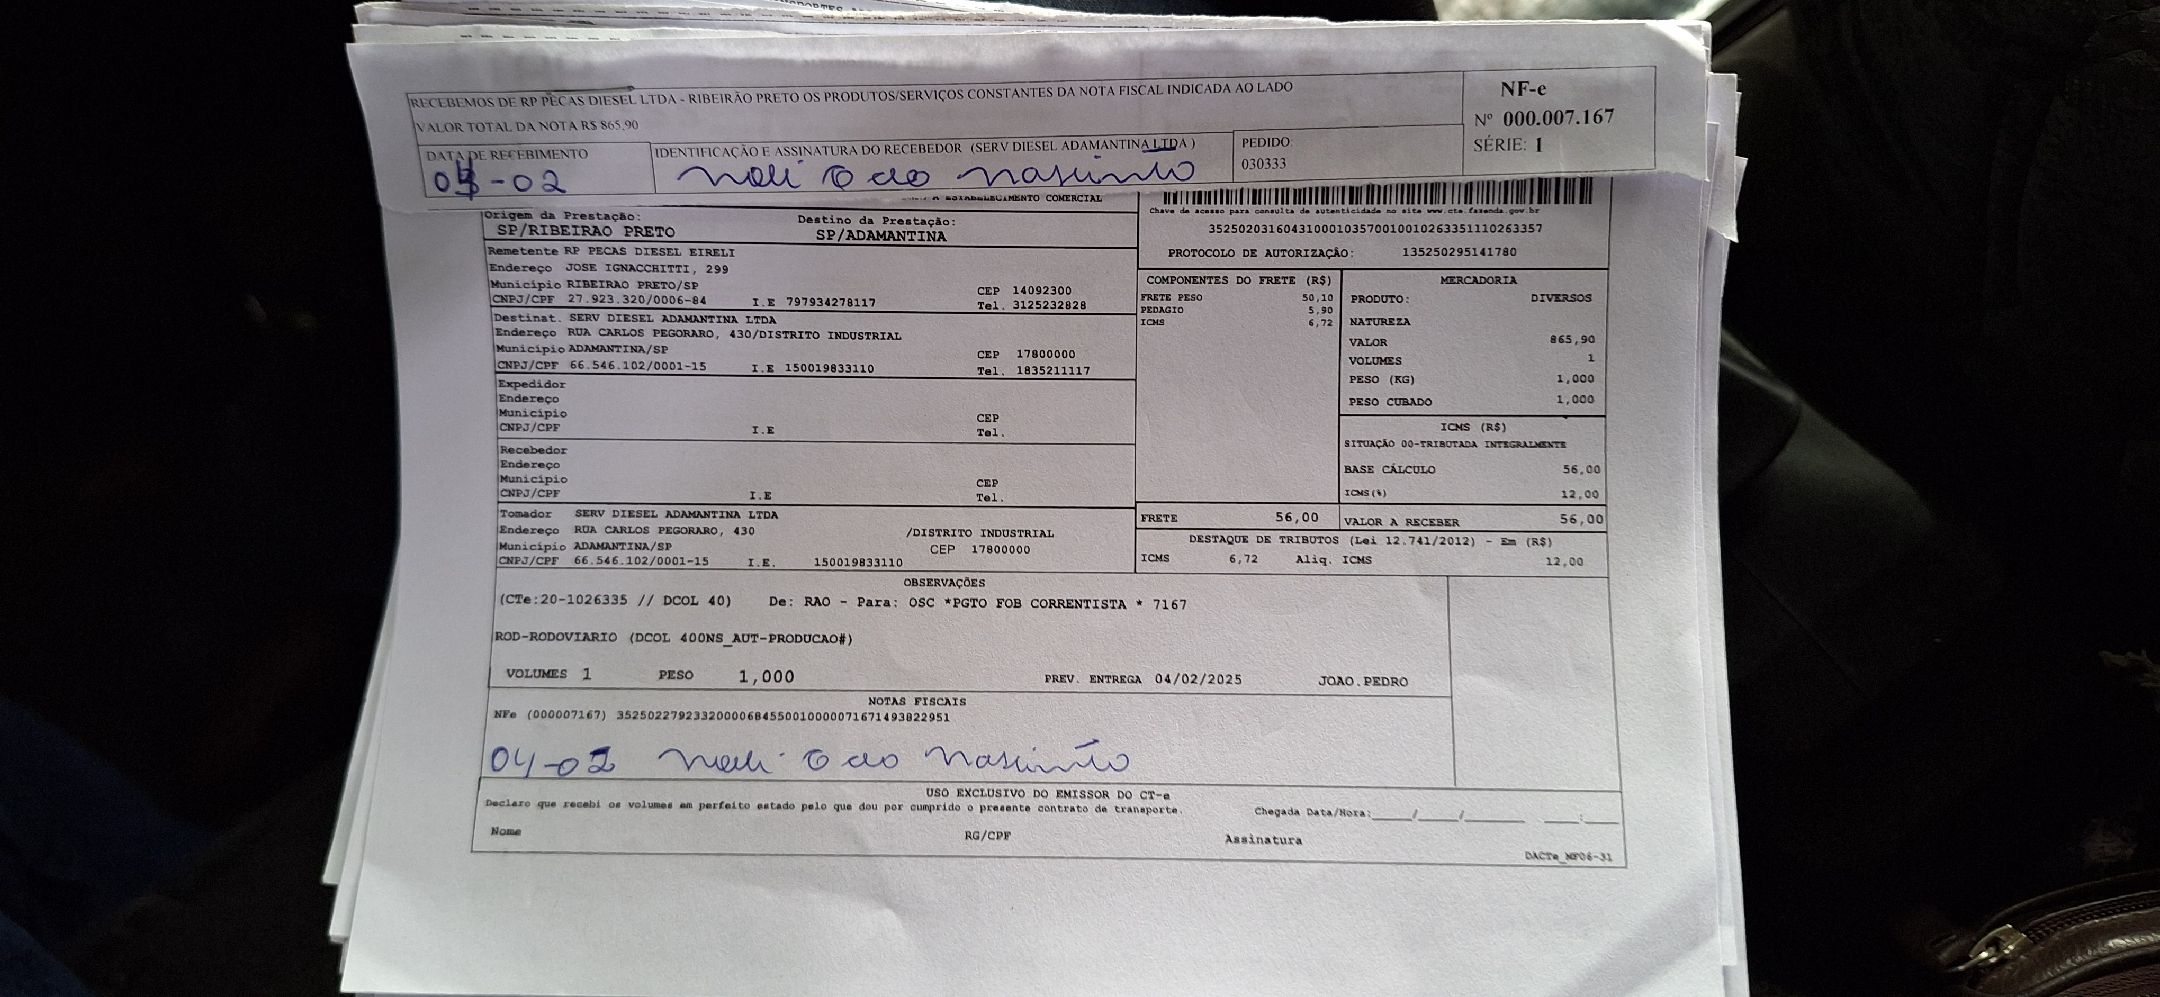 RECEBEMOS DE RP PEÇAS DIESEL LTDA - RIBEIRÃO PRETO OS PRODUTOS/SERVIÇOS CONSTANTES DA NOTA FISCAL INDICADA AO LADO
VALOR TOTAL DA NOTA R$ 865,90
NF-e
Nº 000.007.167
SÉRIE: 1
DATA DE RECEBIMENTO
04-02
IDENTIFICAÇÃO E ASSINATURA DO RECEBEDOR (SERV DIESEL ADAMANTINA LTDA )
do Nascimento
PEDIDO:
030333
ESTABELECIMENTO COMERCIAL
Origem da Prestação: Destino da Prestação:
SP/RIBEIRAO PRETO SP/ADAMANTINA
Chave de acesso para consulta de autenticidade no site www.cte.fazenda.gov.br
35250203160431000103570010010263351110263357
PROTOCOLO DE AUTORIZAÇÃO: 135250295141780
Remetente RP PECAS DIESEL EIRELI
Endereço JOSE IGNACCHITTI, 299
Município RIBEIRAO PRETO/SP CEP 14092300
CNPJ/CPF 27.923.320/0006-84 I.E 797934278117 Tel. 3125232828
Destinat. SERV DIESEL ADAMANTINA LTDA
Endereço RUA CARLOS PEGORARO, 430/DISTRITO INDUSTRIAL
Município ADAMANTINA/SP CEP 17800000
CNPJ/CPF 66.546.102/0001-15 I.E 150019833110 Tel. 1835211117
Expedidor
Endereço
Município CEP
CNPJ/CPF I.E Tel.
Recebedor
Endereço
Município CEP
CNPJ/CPF I.E Tel.
Tomador SERV DIESEL ADAMANTINA LTDA
Endereço RUA CARLOS PEGORARO, 430 /DISTRITO INDUSTRIAL
Município ADAMANTINA/SP CEP 17800000
CNPJ/CPF 66.546.102/0001-15 I.E. 150019833110
COMPONENTES DO FRETE (R$)
FRETE PESO 50,10
PEDAGIO 5,90
ICMS 6,72
MERCADORIA
PRODUTO: DIVERSOS
NATUREZA
VALOR 865,90
VOLUMES 1
PESO (KG) 1,000
PESO CUBADO 1,000
ICMS (R$)
SITUAÇÃO 00-TRIBUTADA INTEGRALMENTE
BASE CÁLCULO 56,00
ICMS(%) 12,00
FRETE 56,00 VALOR A RECEBER 56,00
DESTAQUE DE TRIBUTOS (Lei 12.741/2012) - Em (R$)
ICMS 6,72 Aliq. ICMS 12,00
OBSERVAÇÕES
(CTe:20-1026335 // DCOL 40) De: RAO - Para: OSC *PGTO FOB CORRENTISTA * 7167
ROD-RODOVIARIO (DCOL 400NS_AUT-PRODUCAO#)
VOLUMES 1 PESO 1,000 PREV. ENTREGA 04/02/2025 JOAO.PEDRO
NOTAS FISCAIS
NFe (000007167) 35250227923320000684550010000071671493822951
04-02 do Nascimento
USO EXCLUSIVO DO EMISSOR DO CT-e
Declaro que recebi os volumes em perfeito estado pelo que dou por cumprido o presente contrato de transporte. Chegada Data/Hora:____/____/______ ____:____
Nome RG/CPF Assinatura
DACTe_MF06-31